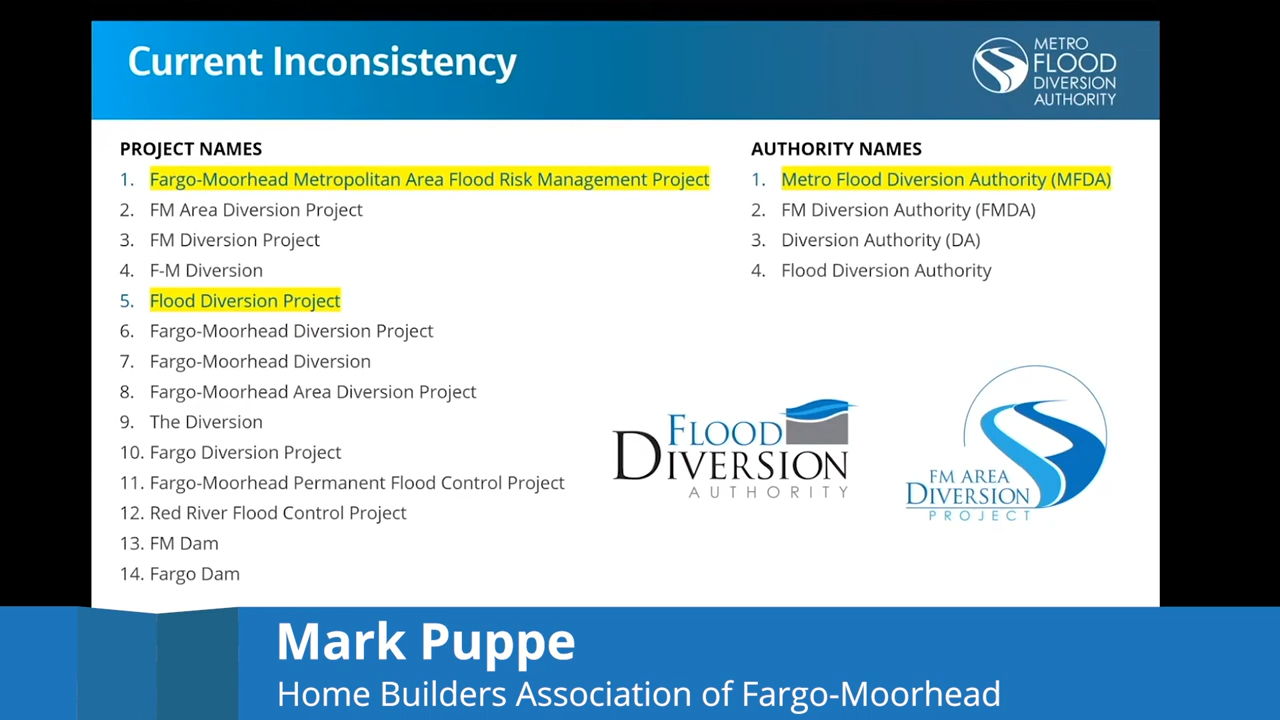 Current Inconsistency
METRO
FLOOD
DIVERSION
AUTHORITY
PROJECT NAMES
1. Fargo-Moorhead Metropolitan Area Flood Risk Management Project
2. FM Area Diversion Project
3. FM Diversion Project
4. F-M Diversion
5. Flood Diversion Project
6. Fargo-Moorhead Diversion Project
7. Fargo-Moorhead Diversion
8. Fargo-Moorhead Area Diversion Project
9. The Diversion
10. Fargo Diversion Project
11. Fargo-Moorhead Permanent Flood Control Project
12. Red River Flood Control Project
13. FM Dam
14. Fargo Dam
AUTHORITY NAMES
1. Metro Flood Diversion Authority (MFDA)
2. FM Diversion Authority (FMDA)
3. Diversion Authority (DA)
4. Flood Diversion Authority
FLOOD
DIVERSION
AUTHORITY
FM AREA
DIVERSION
PROJECT
Mark Puppe
Home Builders Association of Fargo-Moorhead